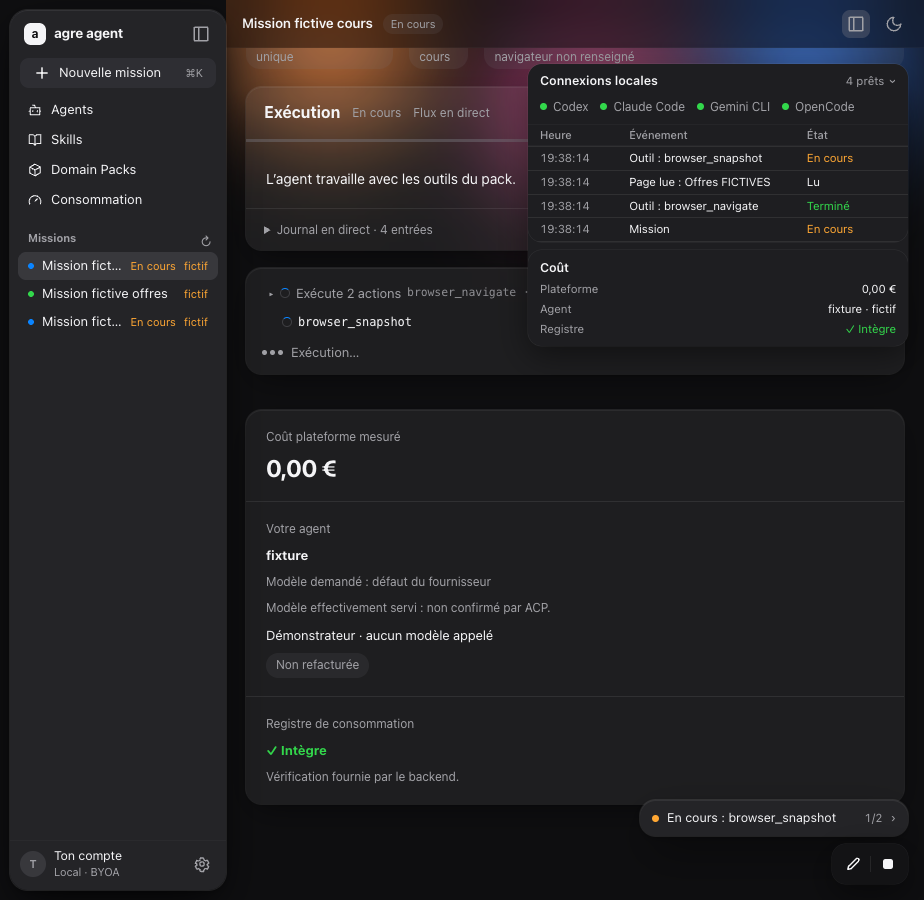 a agre agent
Nouvelle mission ⌘K
Agents
Skills
Domain Packs
Consommation
Missions
Mission fict... En cours fictif
Mission fictive offres fictif
Mission fict... En cours fictif
T
Ton compte
Local · BYOA
Mission fictive cours En cours
unique cours navigateur non renseigné
Exécution En cours Flux en direct
L'agent travaille avec les outils du pack.
Journal en direct · 4 entrées
Exécute 2 actions browser_navigate ·
browser_snapshot
Exécution...
Connexions locales 4 prêts
Codex Claude Code Gemini CLI OpenCode
Heure Événement État
19:38:14 Outil : browser_snapshot En cours
19:38:14 Page lue : Offres FICTIVES Lu
19:38:14 Outil : browser_navigate Terminé
19:38:14 Mission En cours
Coût
Plateforme 0,00 €
Agent fixture · fictif
Registre ✓ Intègre
Coût plateforme mesuré
0,00 €
Votre agent
fixture
Modèle demandé : défaut du fournisseur
Modèle effectivement servi : non confirmé par ACP.
Démonstrateur · aucun modèle appelé
Non refacturée
Registre de consommation
✓ Intègre
Vérification fournie par le backend.
En cours : browser_snapshot 1/2 ›